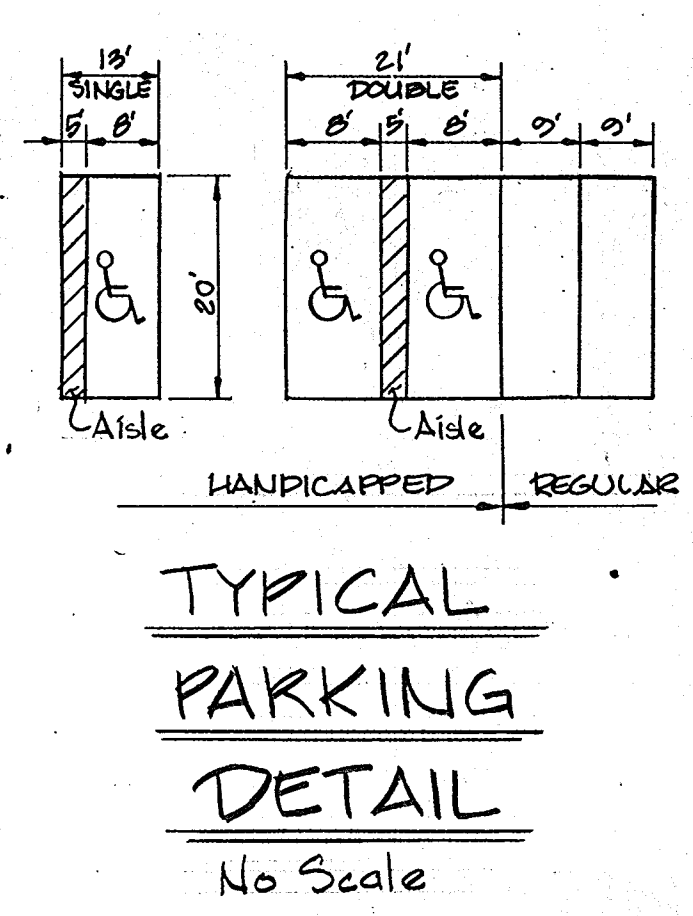 13' 21'
SINGLE DOUBLE
5' 8' 8' 5' 8' 9' 9'
20'
Aisle Aisle
HANDICAPPED REGULAR
TYPICAL
PARKING
DETAIL
No Scale